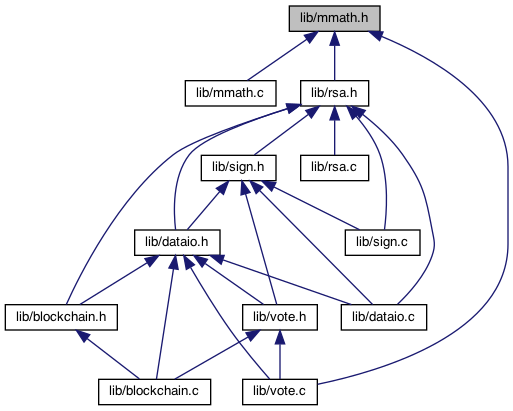 lib/mmath.h
lib/mmath.c
lib/rsa.h
lib/sign.h
lib/rsa.c
lib/dataio.h
lib/sign.c
lib/blockchain.h
lib/vote.h
lib/dataio.c
lib/blockchain.c
lib/vote.c